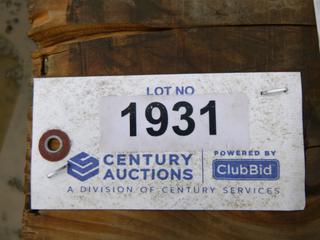 LOT NO
1931
CENTURY
AUCTIONS
POWERED BY
ClubBid
A DIVISION OF CENTURY SERVICES